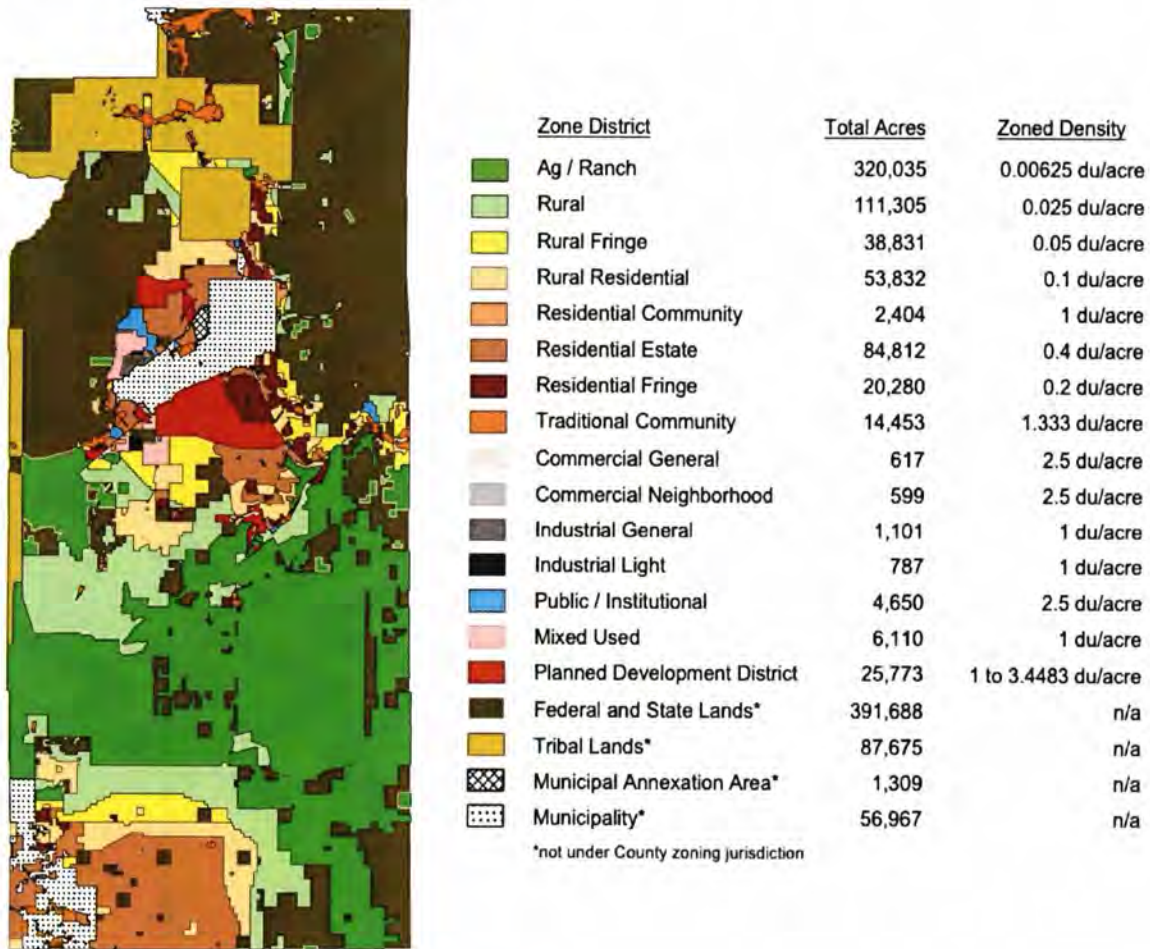 Zone District Total Acres Zoned Density
Ag / Ranch 320,035 0.00625 du/acre
Rural 111,305 0.025 du/acre
Rural Fringe 38,831 0.05 du/acre
Rural Residential 53,832 0.1 du/acre
Residential Community 2,404 1 du/acre
Residential Estate 84,812 0.4 du/acre
Residential Fringe 20,280 0.2 du/acre
Traditional Community 14,453 1.333 du/acre
Commercial General 617 2.5 du/acre
Commercial Neighborhood 599 2.5 du/acre
Industrial General 1,101 1 du/acre
Industrial Light 787 1 du/acre
Public / Institutional 4,650 2.5 du/acre
Mixed Used 6,110 1 du/acre
Planned Development District 25,773 1 to 3.4483 du/acre
Federal and State Lands* 391,688 n/a
Tribal Lands* 87,675 n/a
Municipal Annexation Area* 1,309 n/a
Municipality* 56,967 n/a
*not under County zoning jurisdiction